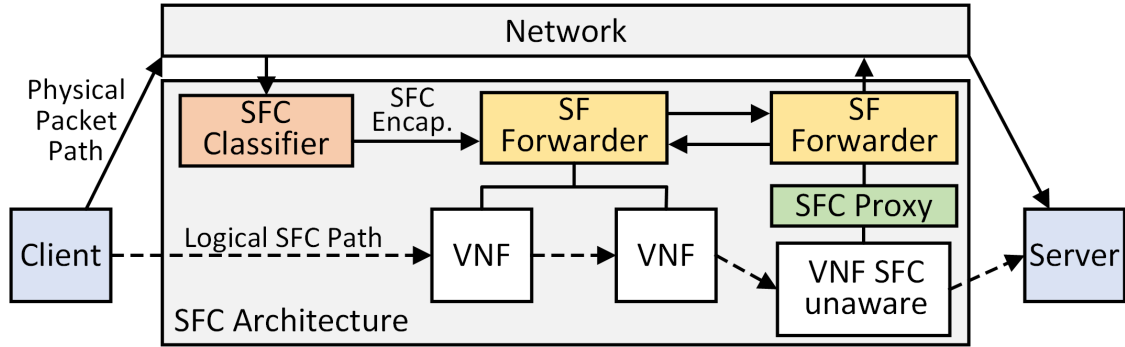 Network
Physical
Packet
Path
SFC
Classifier
SFC
Encap.
SF
Forwarder
SF
Forwarder
SFC Proxy
Client
Logical SFC Path
VNF
VNF
VNF SFC
unaware
Server
SFC Architecture